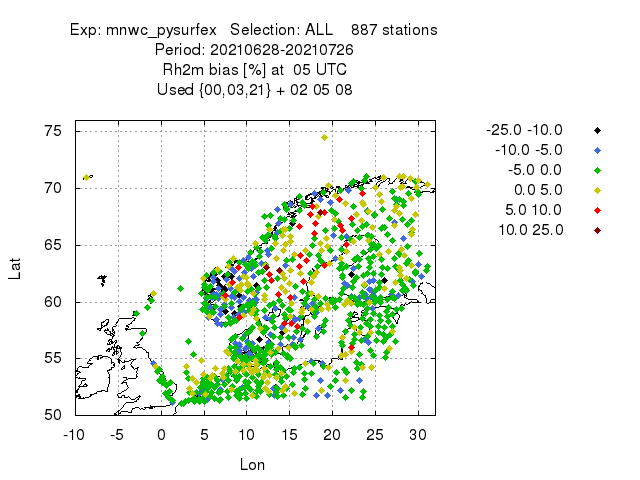 Exp: mnwc_pysurfex   Selection: ALL    887 stations
Period: 20210628-20210726
Rh2m bias [%] at  05 UTC
Used {00,03,21} + 02 05 08
-25.0 -10.0
-10.0 -5.0
-5.0 0.0
0.0 5.0
5.0 10.0
10.0 25.0
75
70
65
60
55
50
Lat
-10 -5 0 5 10 15 20 25 30
Lon